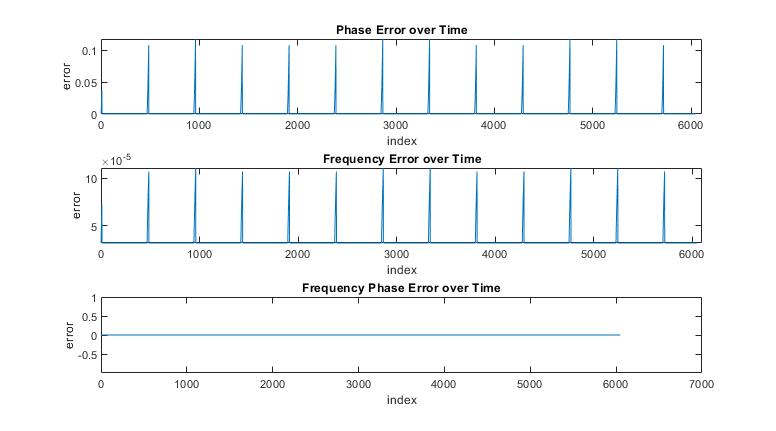 Phase Error over Time
0.1
0.05
0
error
0 1000 2000 3000 4000 5000 6000
index
×10-5
Frequency Error over Time
10
5
error
0 1000 2000 3000 4000 5000 6000
index
Frequency Phase Error over Time
1
0.5
0
-0.5
error
0 1000 2000 3000 4000 5000 6000 7000
index